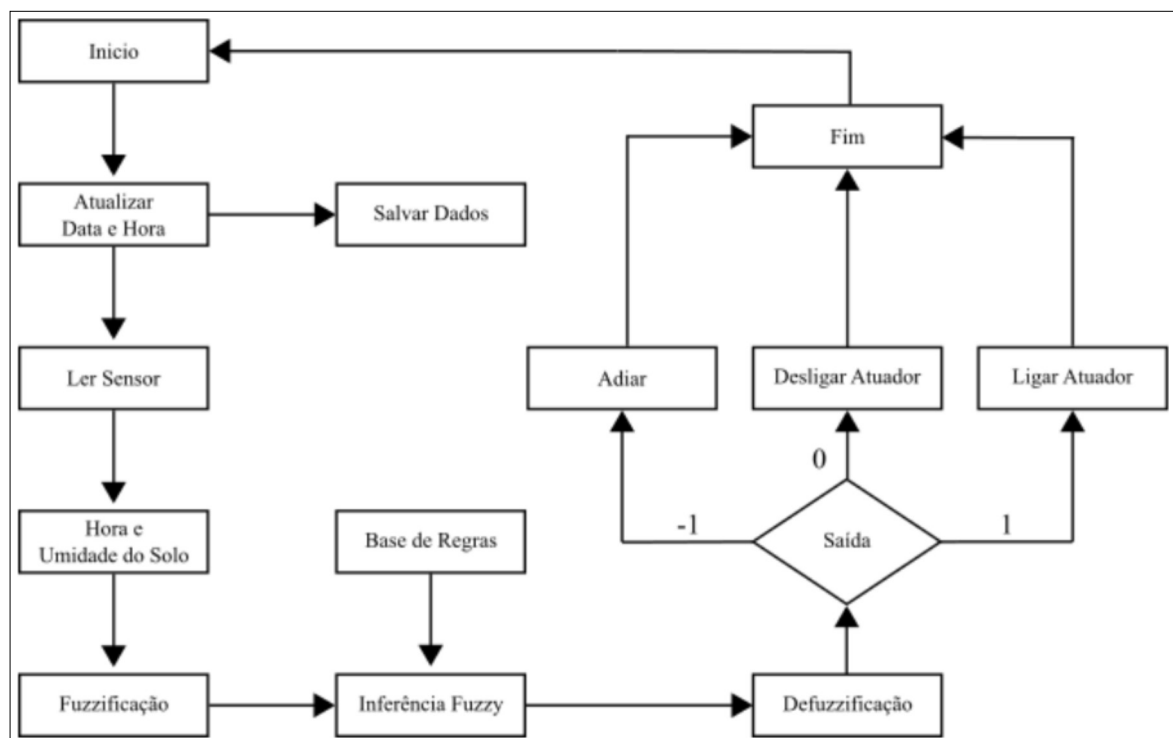 Inicio
Fim
Atualizar
Data e Hora
Salvar Dados
Ler Sensor
Adiar
Desligar Atuador
Ligar Atuador
0
-1
1
Hora e
Umidade do Solo
Base de Regras
Saída
Fuzzificação
Inferência Fuzzy
Defuzzificação